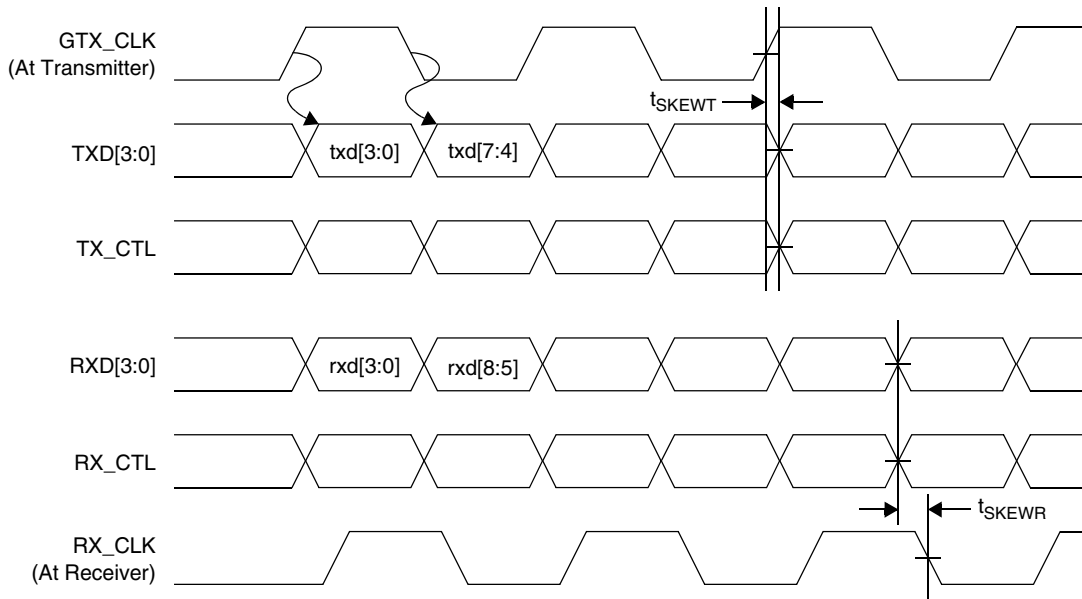 GTX_CLK
(At Transmitter)
tSKEWT
TXD[3:0]
txd[3:0]
txd[7:4]
TX_CTL
RXD[3:0]
rxd[3:0]
rxd[8:5]
RX_CTL
tSKEWR
RX_CLK
(At Receiver)